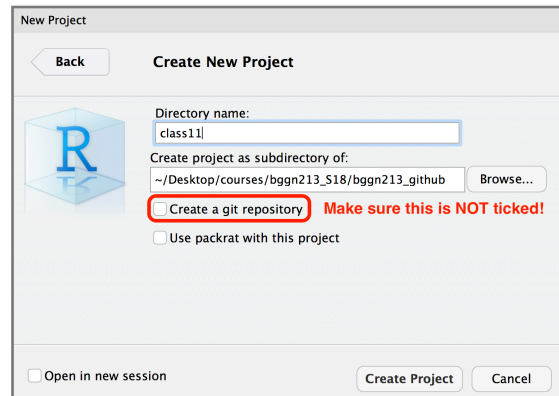 New Project
Back
Create New Project
R
Directory name:
class11
Create project as subdirectory of:
~/Desktop/courses/bggn213_S18/bggn213_github
Browse...
Create a git repository
Make sure this is NOT ticked!
Use packrat with this project
Open in new session
Create Project
Cancel